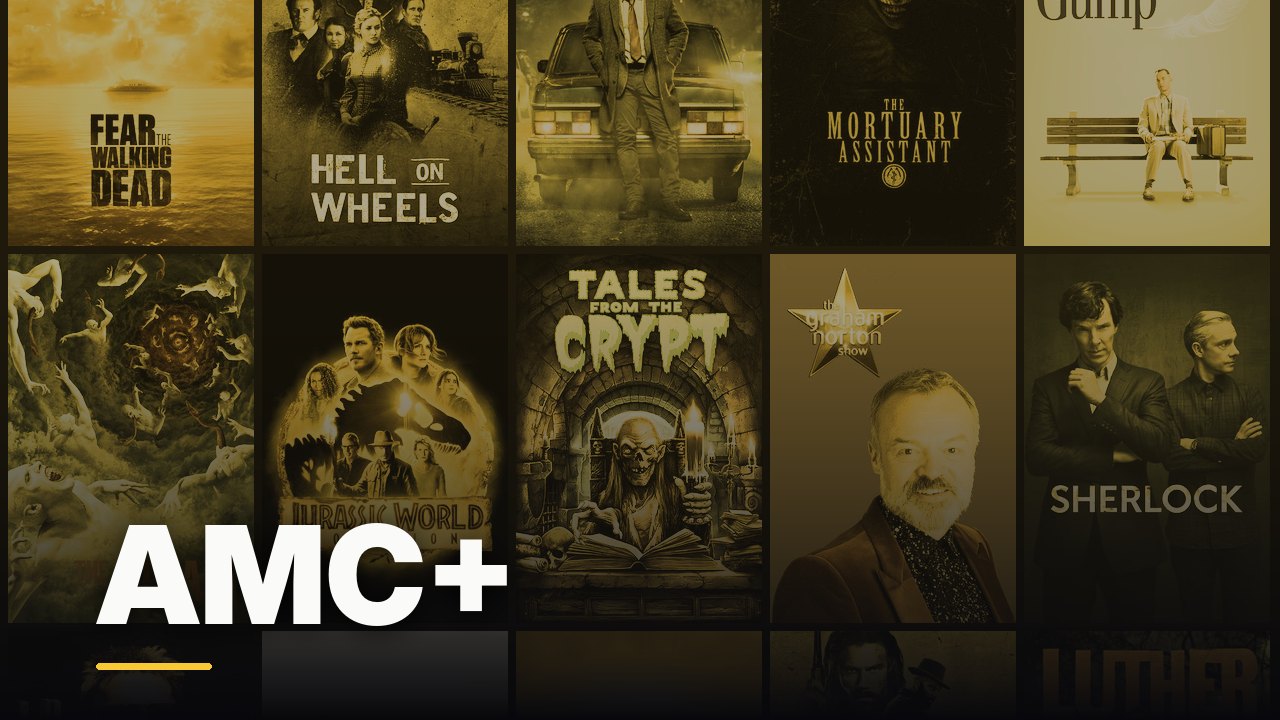 Gump
FEAR THE
WALKING
DEAD
HELL ON
WHEELS
THE
MORTUARY
ASSISTANT
TALES
FROM THE
CRYPT
the
graham
norton
show
SHERLOCK
JURASSIC WORLD
AMC+
LUTHER